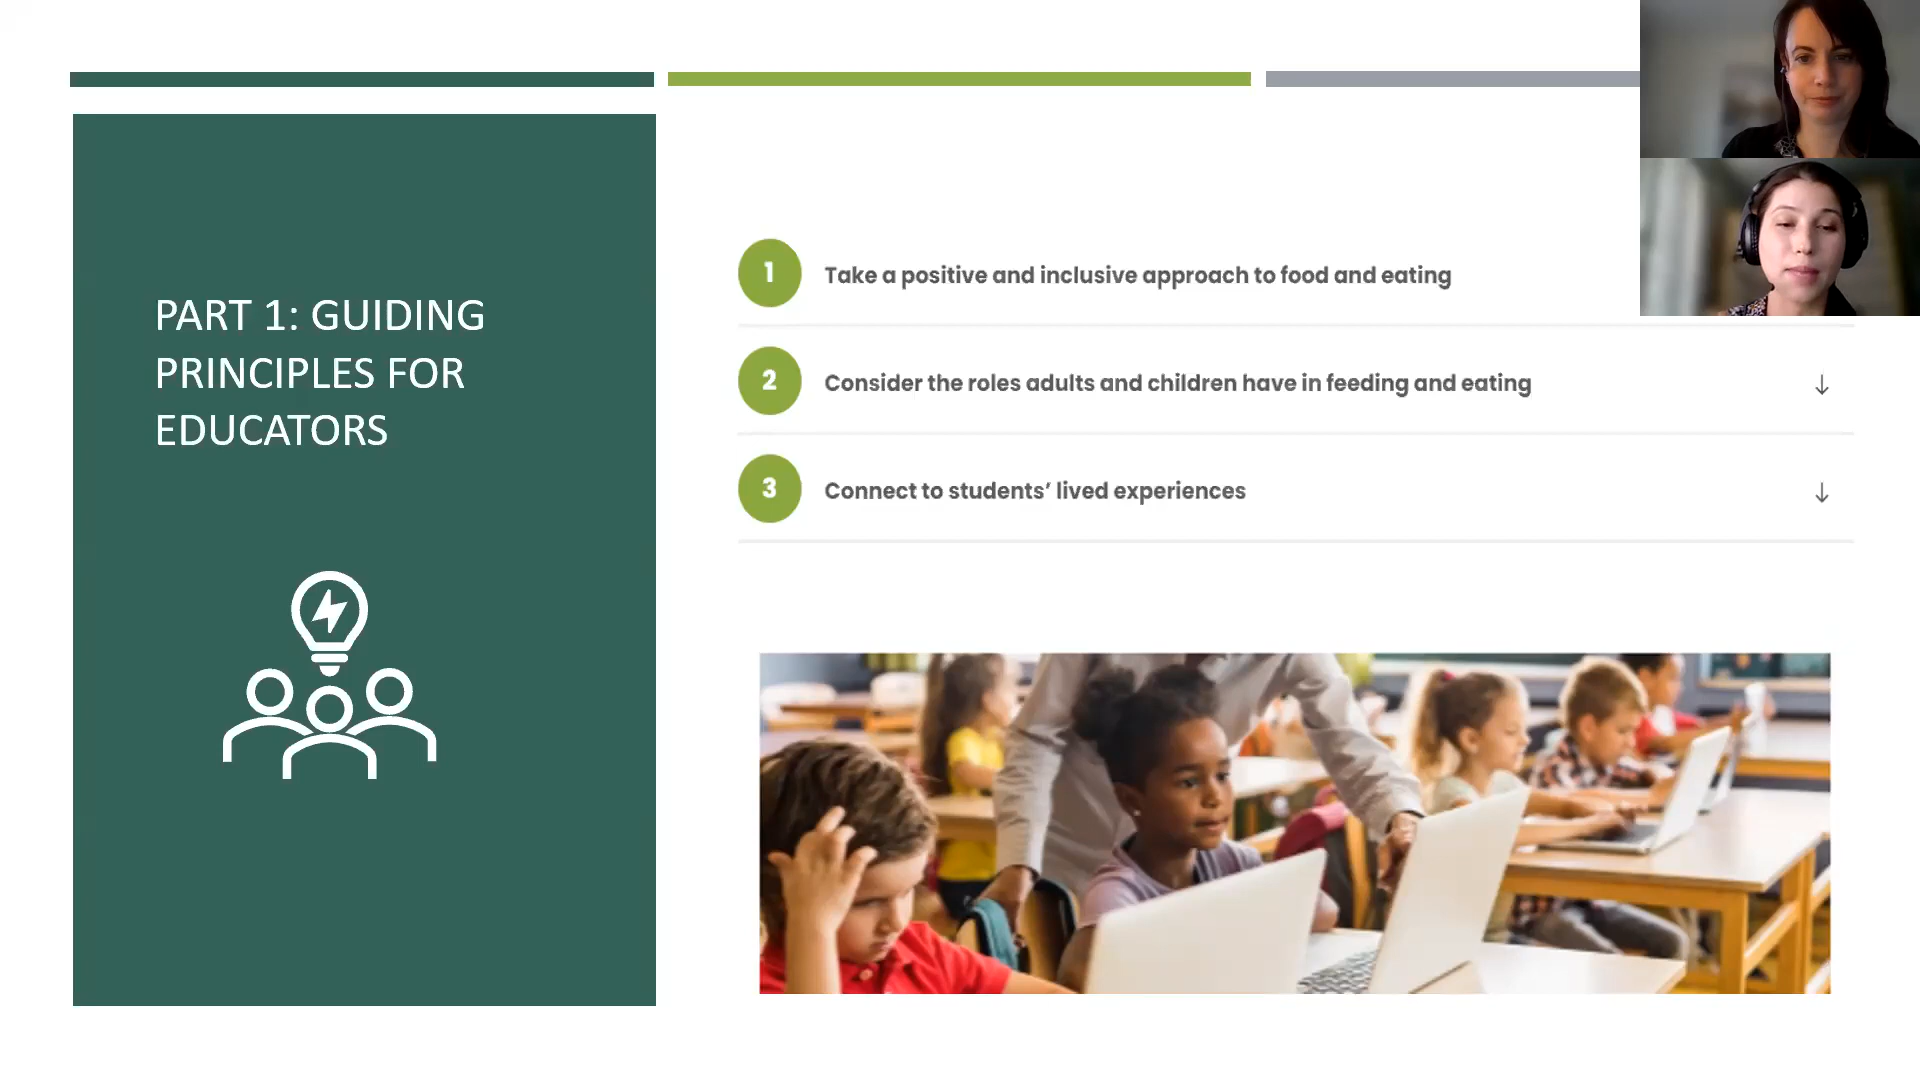 PART 1: GUIDING
PRINCIPLES FOR
EDUCATORS
1 Take a positive and inclusive approach to food and eating
2 Consider the roles adults and children have in feeding and eating ↓
3 Connect to students’ lived experiences ↓